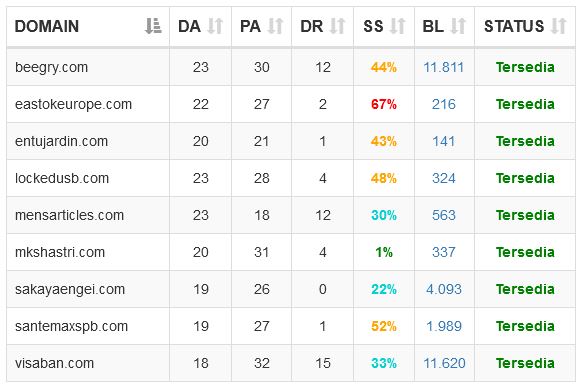 DOMAIN DA PA DR SS BL STATUS
beegry.com 23 30 12 44% 11.811 Tersedia
eastokeurope.com 22 27 2 67% 216 Tersedia
entujardin.com 20 21 1 43% 141 Tersedia
lockedusb.com 23 28 4 48% 324 Tersedia
mensarticles.com 23 18 12 30% 563 Tersedia
mkshastri.com 20 31 4 1% 337 Tersedia
sakayaengei.com 19 26 0 22% 4.093 Tersedia
santemaxspb.com 19 27 1 52% 1.989 Tersedia
visaban.com 18 32 15 33% 11.620 Tersedia